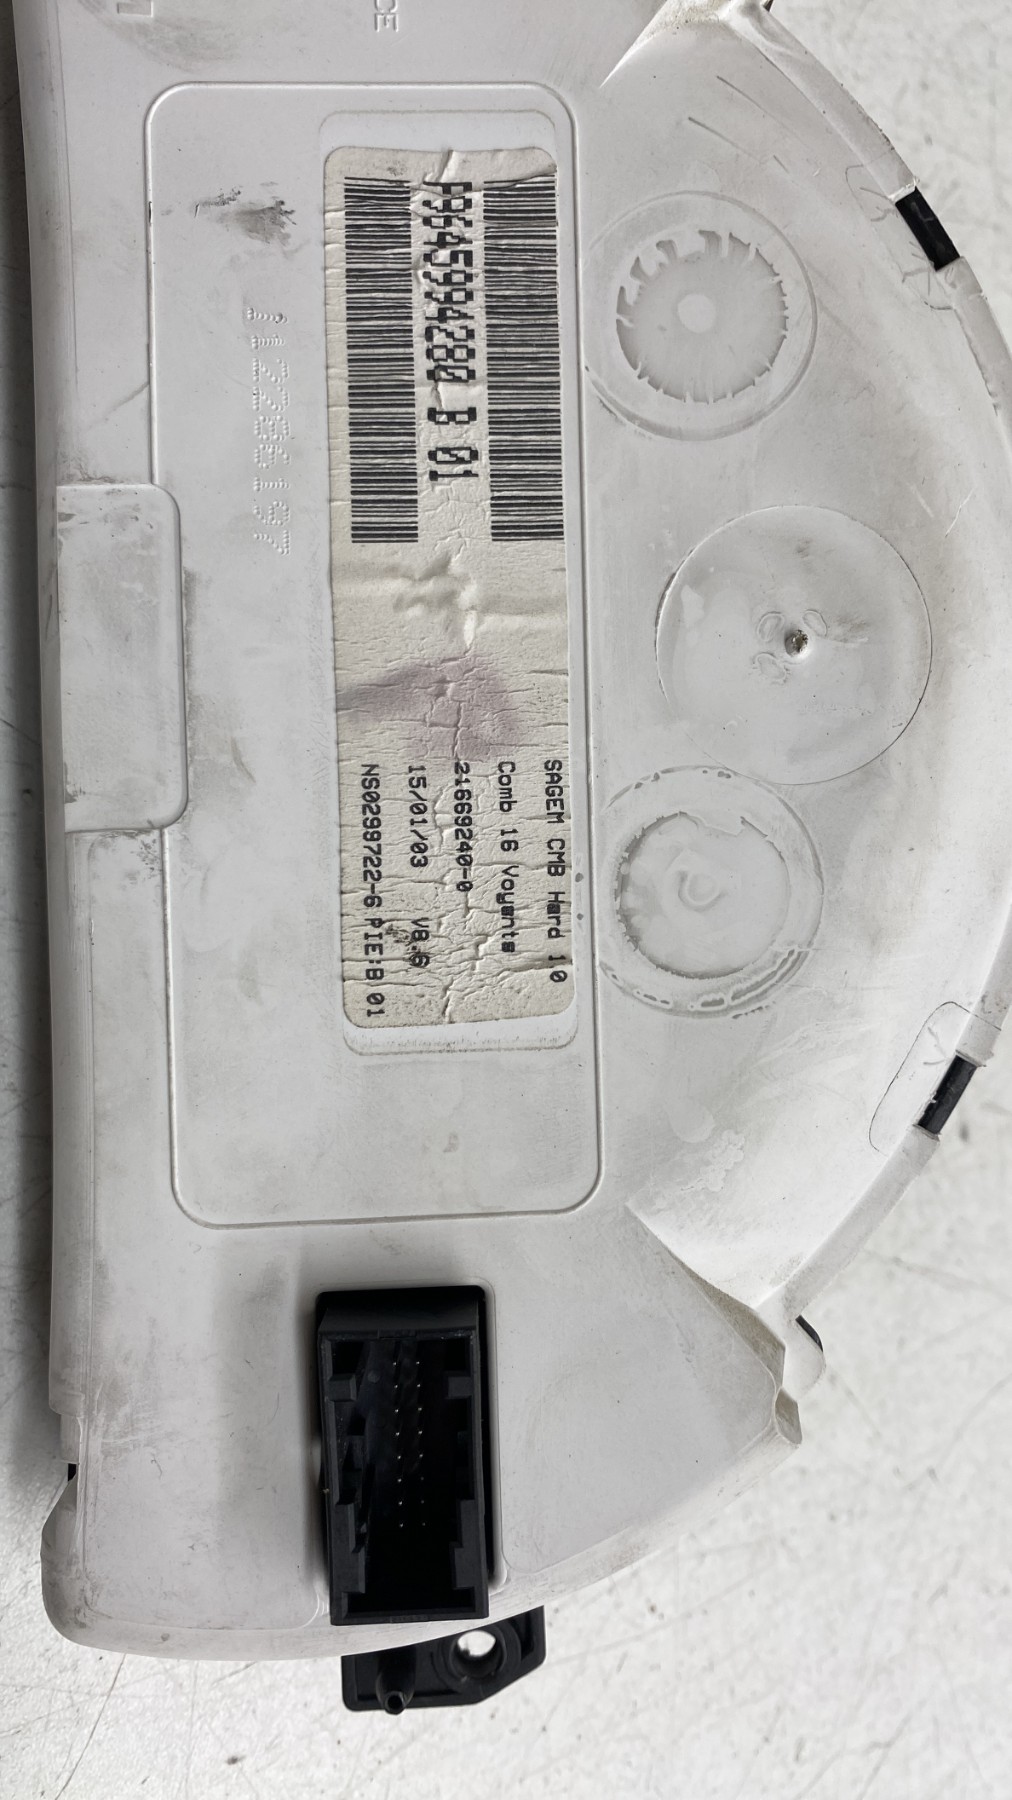 CE
P9645994280 B 01
SAGEM CMB Hard 10
Comb 16 Voyants
21669240-0
15/01/03 V8.6
NS0299722-6 PIE:B 01